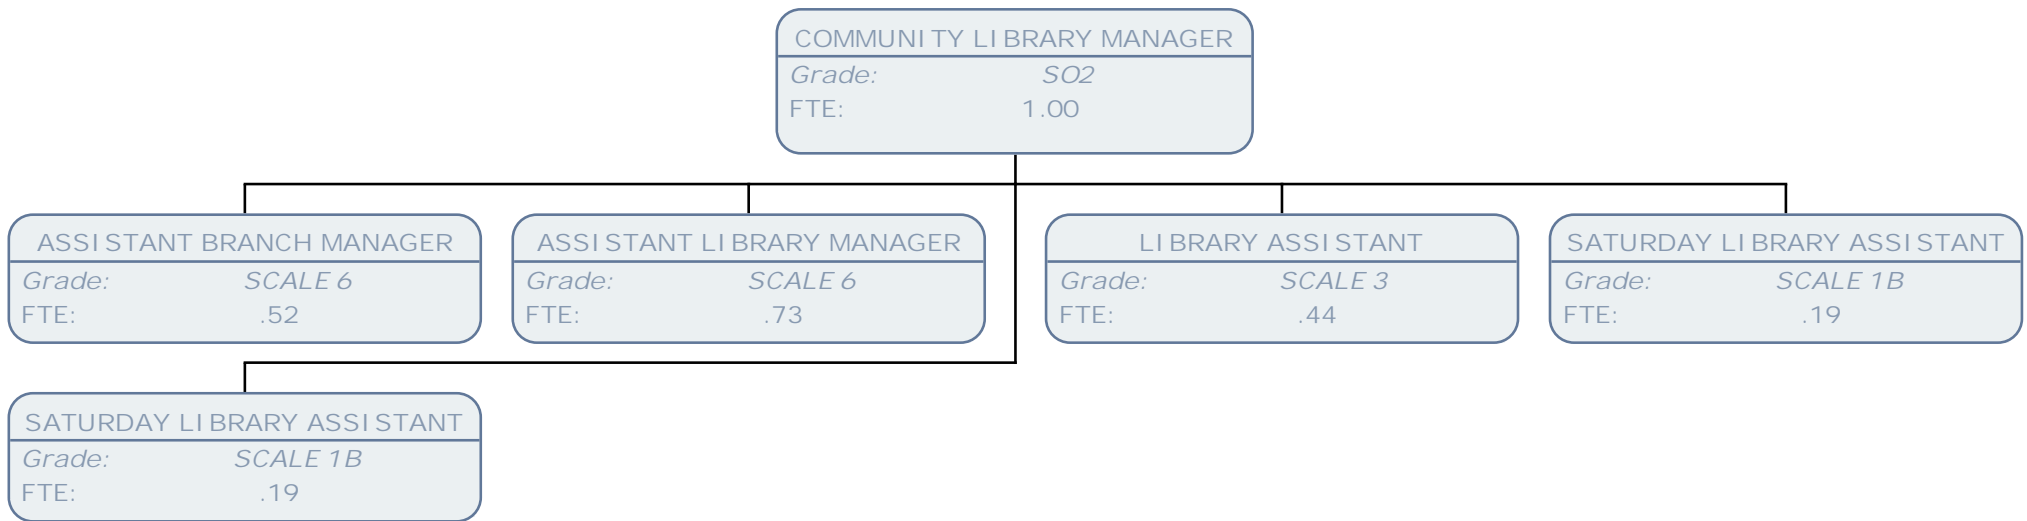 COMMUNITY LIBRARY MANAGER
Grade: SO2
FTE: 1.00
ASSISTANT BRANCH MANAGER
Grade: SCALE 6
FTE: .52
ASSISTANT LIBRARY MANAGER
Grade: SCALE 6
FTE: .73
LIBRARY ASSISTANT
Grade: SCALE 3
FTE: .44
SATURDAY LIBRARY ASSISTANT
Grade: SCALE 1B
FTE: .19
SATURDAY LIBRARY ASSISTANT
Grade: SCALE 1B
FTE: .19